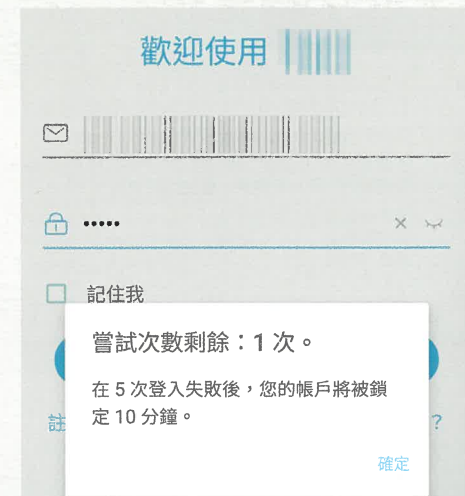 歡迎使用
•••••
記住我
嘗試次數剩餘：1 次。
在 5 次登入失敗後，您的帳戶將被鎖
定 10 分鐘。
註
?
確定